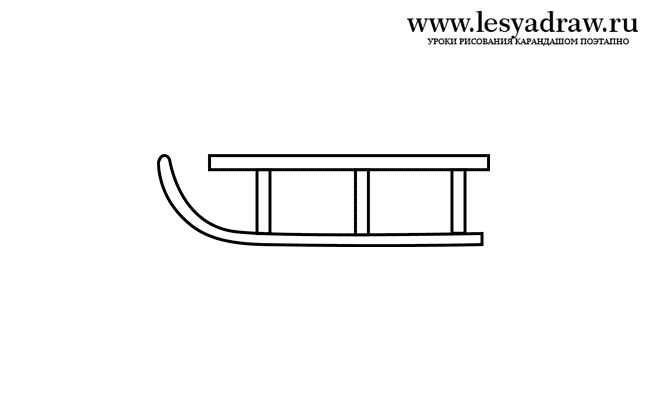 www.lesyadraw.ru
УРОКИ РИСОВАНИЯ КАРАНДАШОМ ПОЭТАПНО